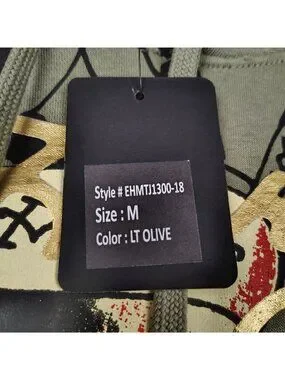 Style # EHMTJ1300-18
Size : M
Color : LT OLIVE